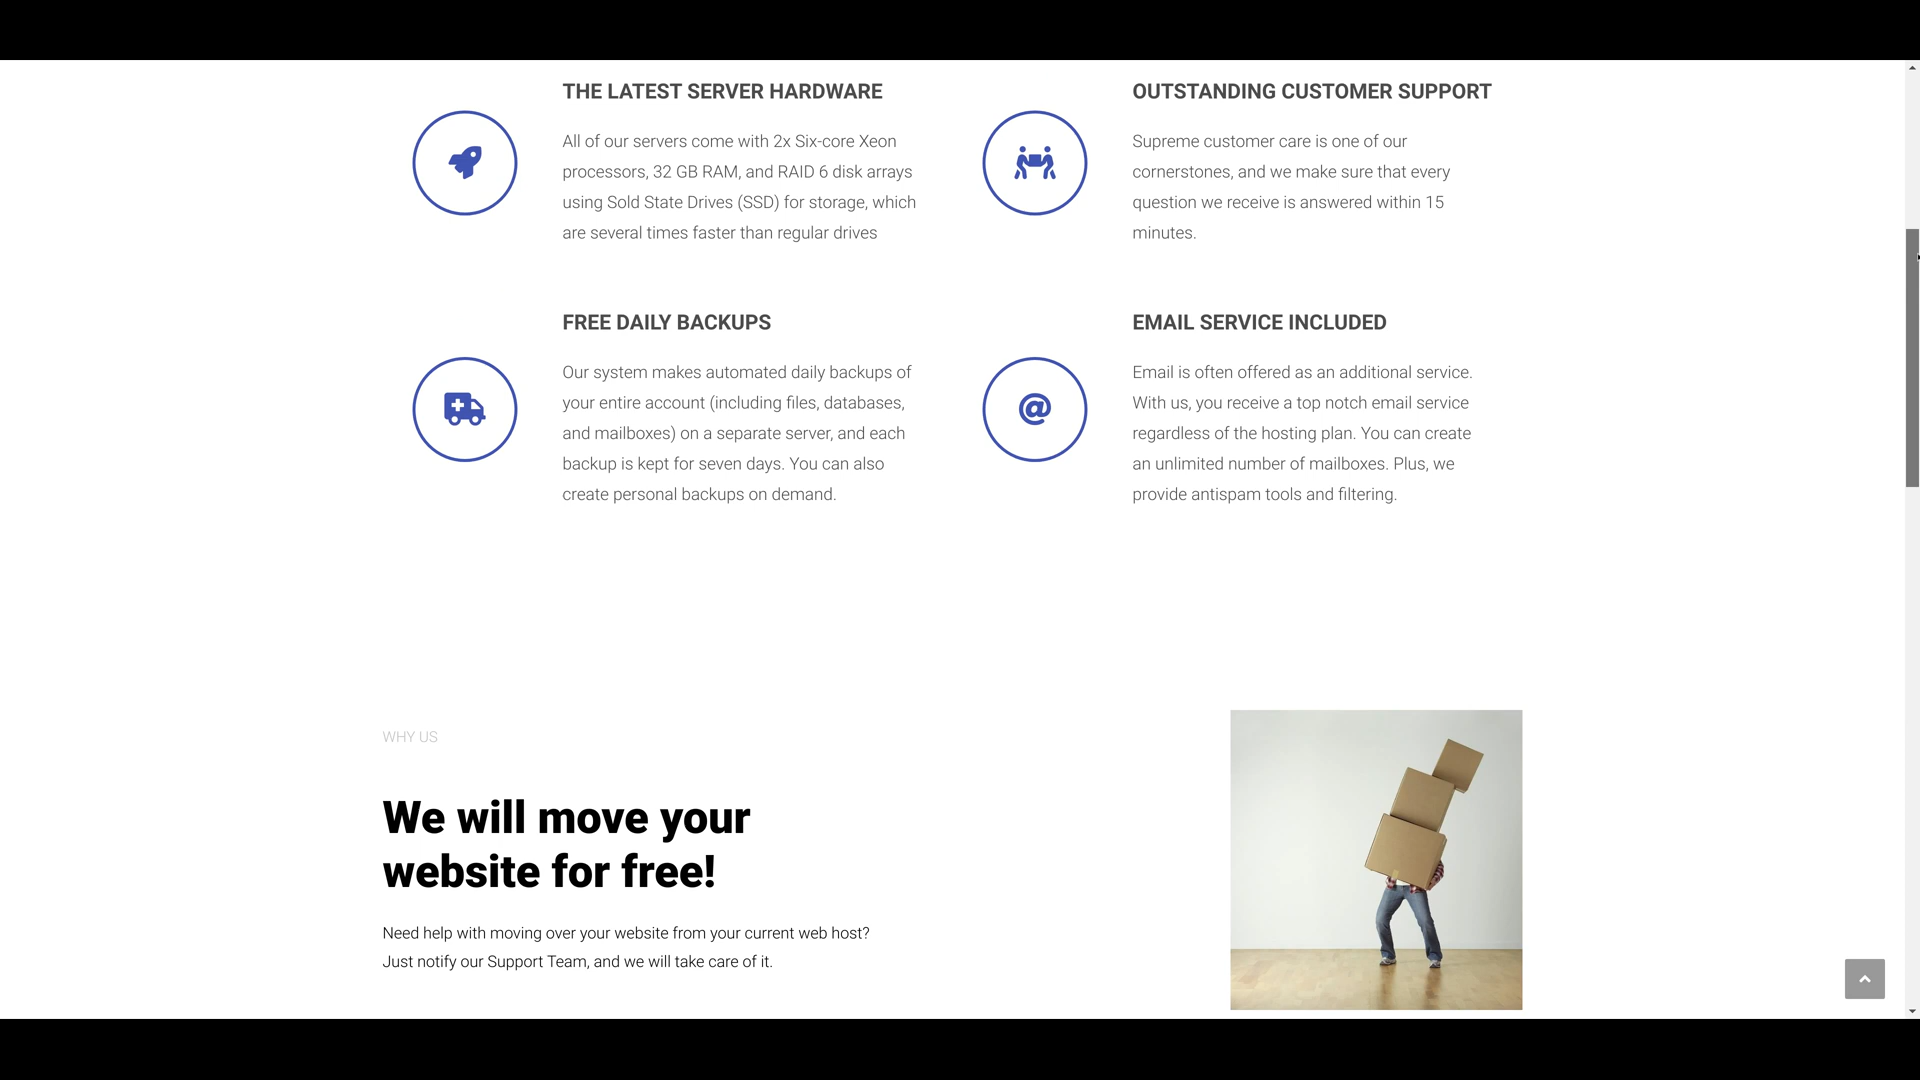 THE LATEST SERVER HARDWARE
All of our servers come with 2x Six-core Xeon
processors, 32 GB RAM, and RAID 6 disk arrays
using Sold State Drives (SSD) for storage, which
are several times faster than regular drives
OUTSTANDING CUSTOMER SUPPORT
Supreme customer care is one of our
cornerstones, and we make sure that every
question we receive is answered within 15
minutes.
FREE DAILY BACKUPS
Our system makes automated daily backups of
your entire account (including files, databases,
and mailboxes) on a separate server, and each
backup is kept for seven days. You can also
create personal backups on demand.
EMAIL SERVICE INCLUDED
Email is often offered as an additional service.
With us, you receive a top notch email service
regardless of the hosting plan. You can create
an unlimited number of mailboxes. Plus, we
provide antispam tools and filtering.
WHY US
We will move your
website for free!
Need help with moving over your website from your current web host?
Just notify our Support Team, and we will take care of it.